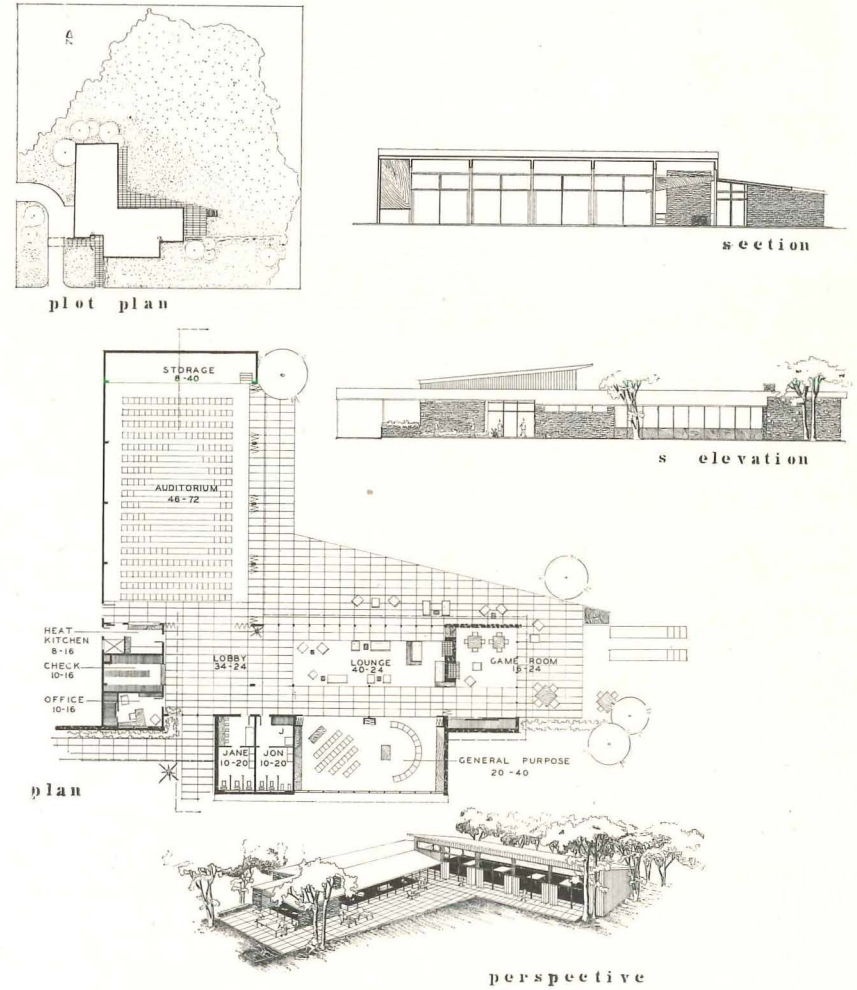 section
plot plan
s elevation
STORAGE
8-40
AUDITORIUM
46-72
HEAT
KITCHEN
8-16
CHECK
10-16
OFFICE
10-16
LOBBY
34-24
LOUNGE
40-24
GAME ROOM
16-24
JANE
10-20
JON
10-20
J
GENERAL PURPOSE
20-40
plan
perspective